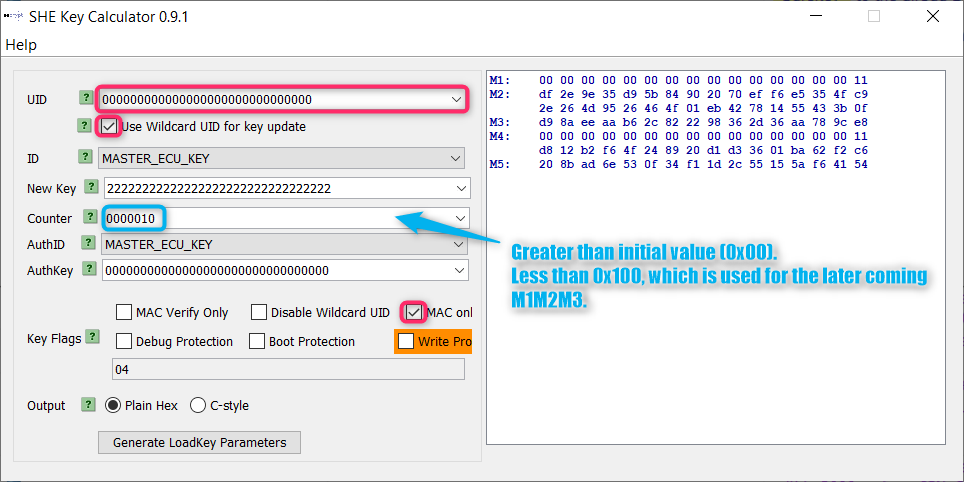 SHE Key Calculator 0.9.1
Help
UID ? 000000000000000000000000000000
? Use Wildcard UID for key update
ID ? MASTER_ECU_KEY
New Key ? 22222222222222222222222222222222
Counter ? 0000010
AuthID ? MASTER_ECU_KEY
AuthKey ? 00000000000000000000000000000000
MAC Verify Only Disable Wildcard UID MAC onl
Key Flags ? Debug Protection Boot Protection Write Pro
04
Output ? Plain Hex C-style
Generate LoadKey Parameters
M1: 00 00 00 00 00 00 00 00 00 00 00 00 00 00 00 11
M2: df 2e 9e 35 d9 5b 84 90 20 70 ef f6 e5 35 4f c9
2e 26 4d 95 26 46 4f 01 eb 42 78 14 55 43 3b 0f
M3: d9 8a ee aa b6 2c 82 22 98 36 2d 36 aa 78 9c e8
M4: 00 00 00 00 00 00 00 00 00 00 00 00 00 00 00 11
d8 12 b2 f6 4f 24 89 20 d1 d3 36 01 ba 62 f2 c6
M5: 20 8b ad 6e 53 0f 34 f1 1d 2c 55 15 5a f6 41 54
Greater than initial value (0x00).
Less than 0x100, which is used for the later coming
M1M2M3.